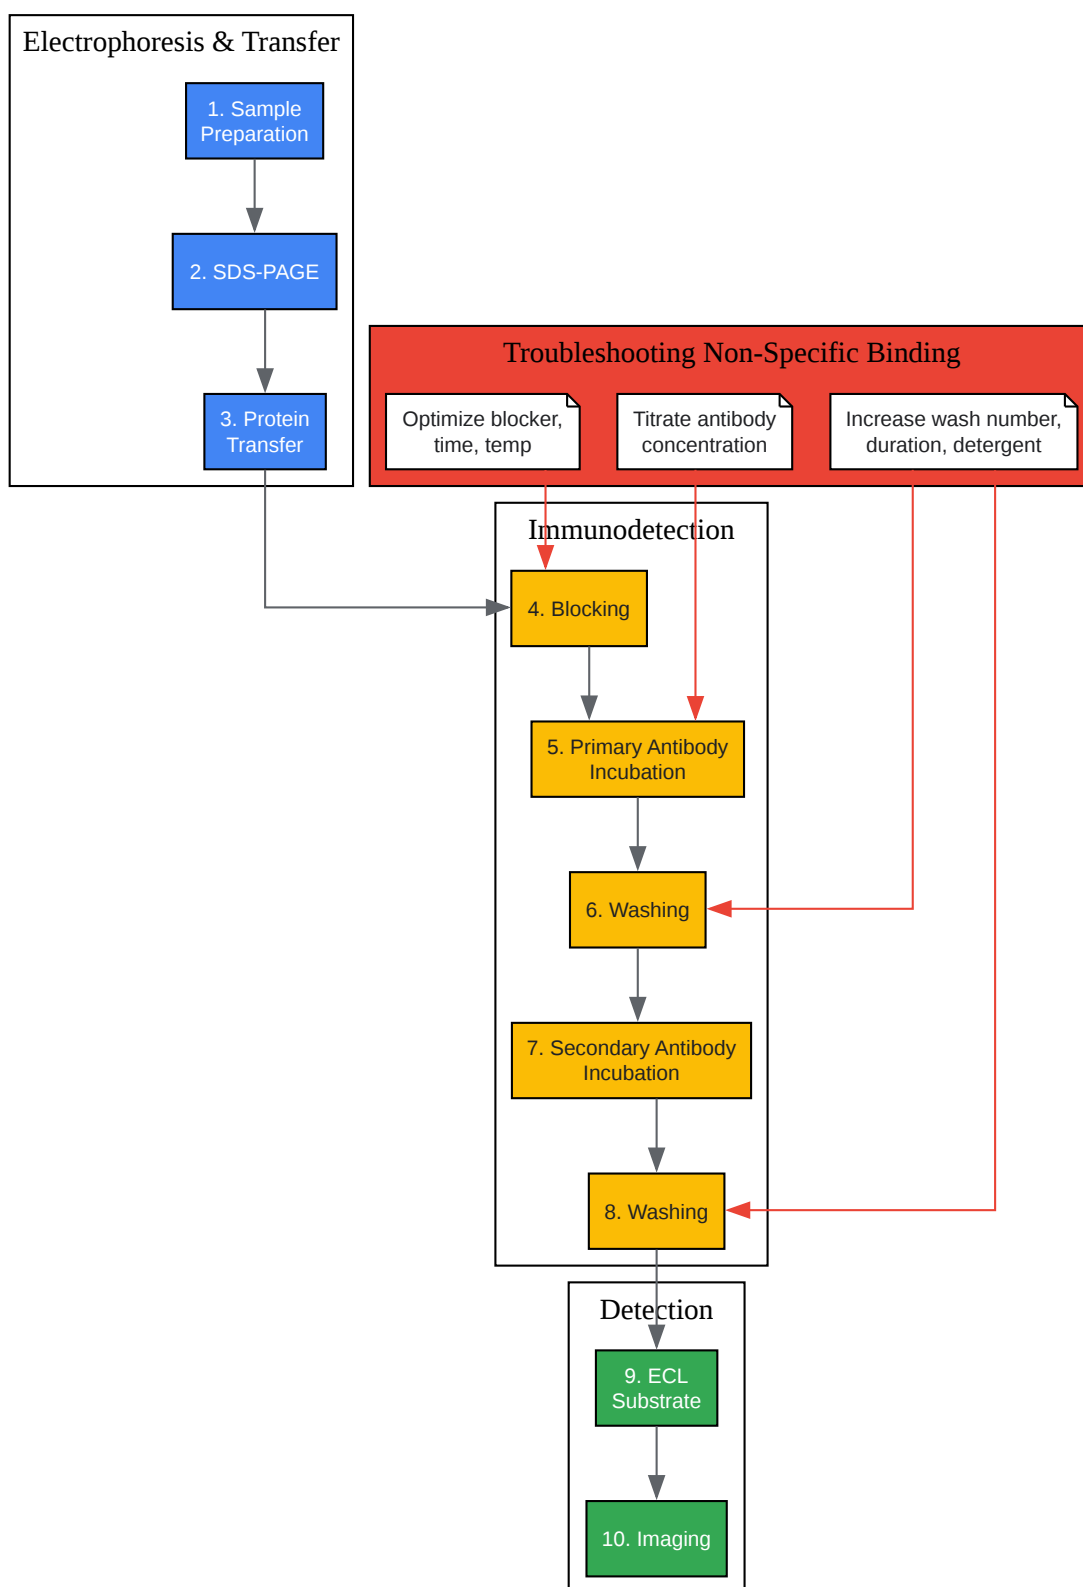 Electrophoresis & Transfer
1. Sample
Preparation
2. SDS-PAGE
3. Protein
Transfer
Troubleshooting Non-Specific Binding
Optimize blocker,
time, temp
Titrate antibody
concentration
Increase wash number,
duration, detergent
Immunodetection
4. Blocking
5. Primary Antibody
Incubation
6. Washing
7. Secondary Antibody
Incubation
8. Washing
Detection
9. ECL
Substrate
10. Imaging